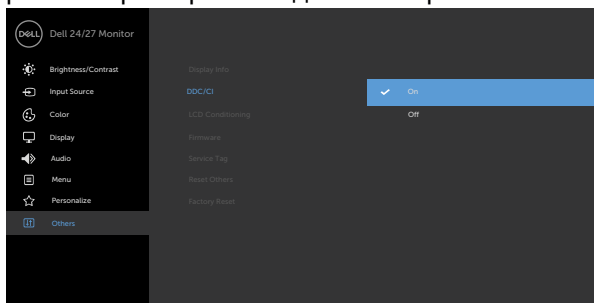 DELL
Dell 24/27 Monitor
Brightness/Contrast
Display Info
Input Source
DDC/CI
On
Color
LCD Conditioning
Off
Display
Firmware
Audio
Service Tag
Menu
Reset Others
Personalize
Factory Reset
Others